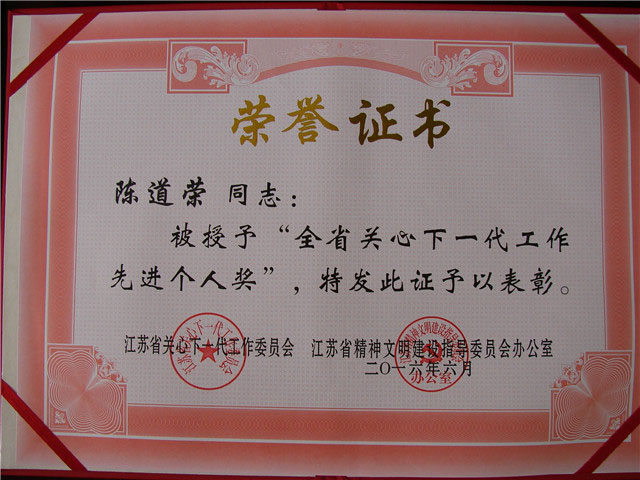 荣誉证书
陈道荣 同志：
被授予“全省关心下一代工作
先进个人奖”，特发此证予以表彰。
江苏省关心下一代工作委员会 江苏省精神文明建设指导委员会办公室
二〇一六年六月
办公室